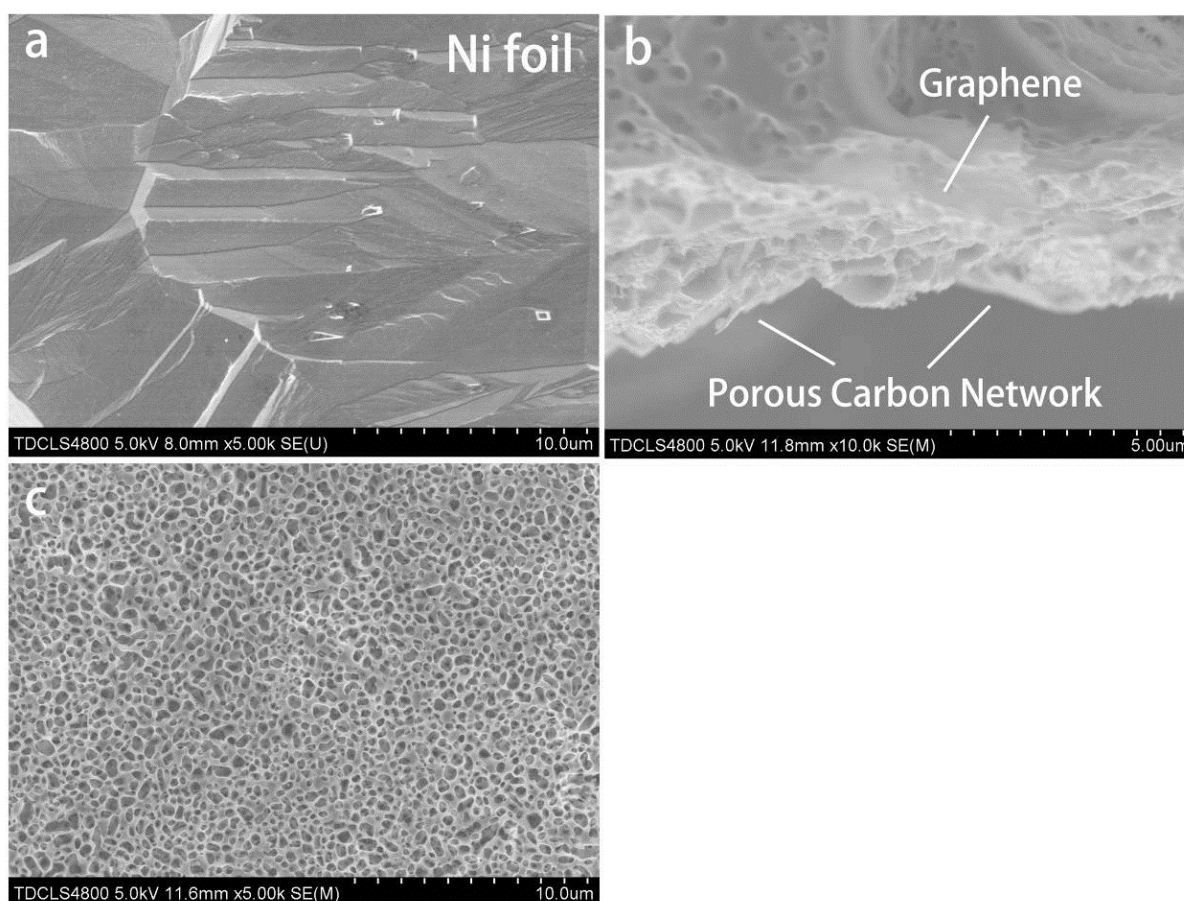 a
Ni foil
TDCLS4800 5.0kV 8.0mm x5.00k SE(U)
10.0um
b
Graphene
Porous Carbon Network
TDCLS4800 5.0kV 11.8mm x10.0k SE(M)
5.00um
c
TDCLS4800 5.0kV 11.6mm x5.00k SE(M)
10.0um